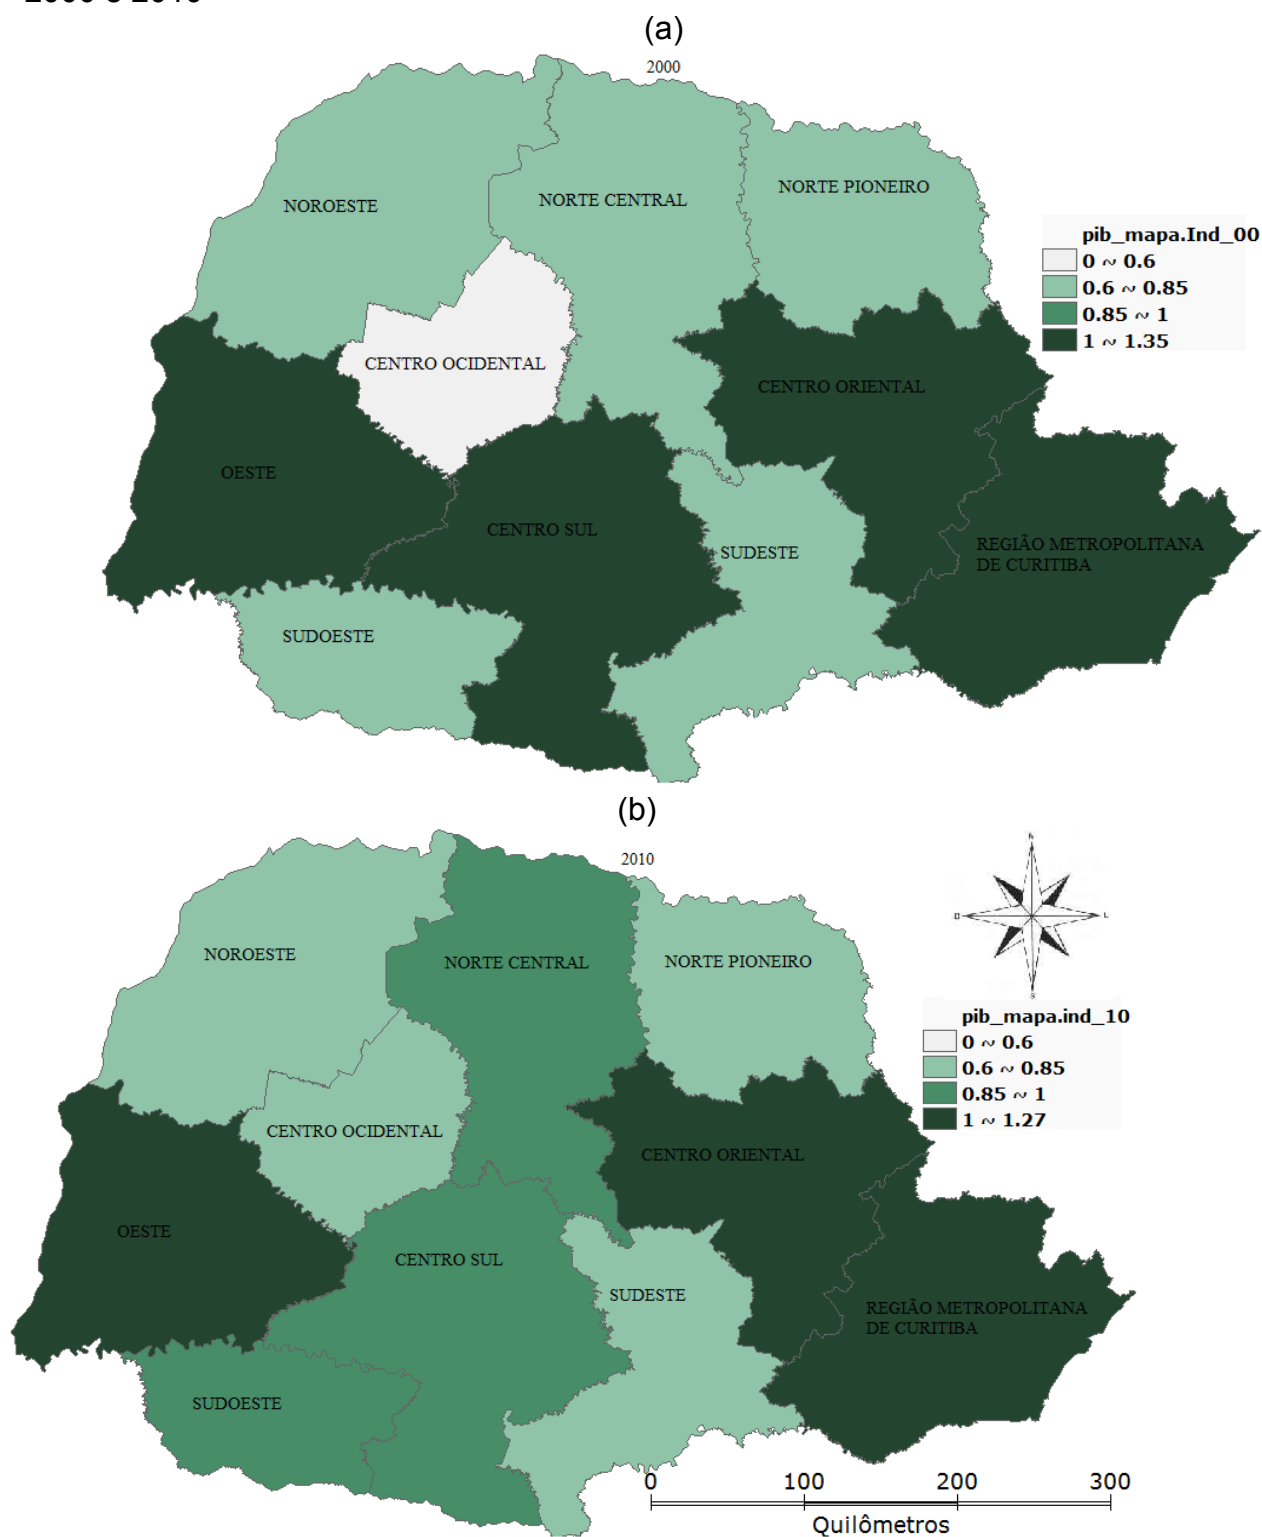 2000 e 2010
(a)
2000
NOROESTE
NORTE CENTRAL
NORTE PIONEIRO
pib_mapa.Ind_00
0 ~ 0.6
0.6 ~ 0.85
0.85 ~ 1
1 ~ 1.35
CENTRO OCIDENTAL
CENTRO ORIENTAL
OESTE
CENTRO SUL
SUDESTE
REGIÃO METROPOLITANA
DE CURITIBA
SUDOESTE
(b)
2010
N
O
L
S
NOROESTE
NORTE CENTRAL
NORTE PIONEIRO
pib_mapa.ind_10
0 ~ 0.6
0.6 ~ 0.85
0.85 ~ 1
1 ~ 1.27
CENTRO OCIDENTAL
CENTRO ORIENTAL
OESTE
CENTRO SUL
SUDESTE
REGIÃO METROPOLITANA
DE CURITIBA
SUDOESTE
0 100 200 300
Quilômetros